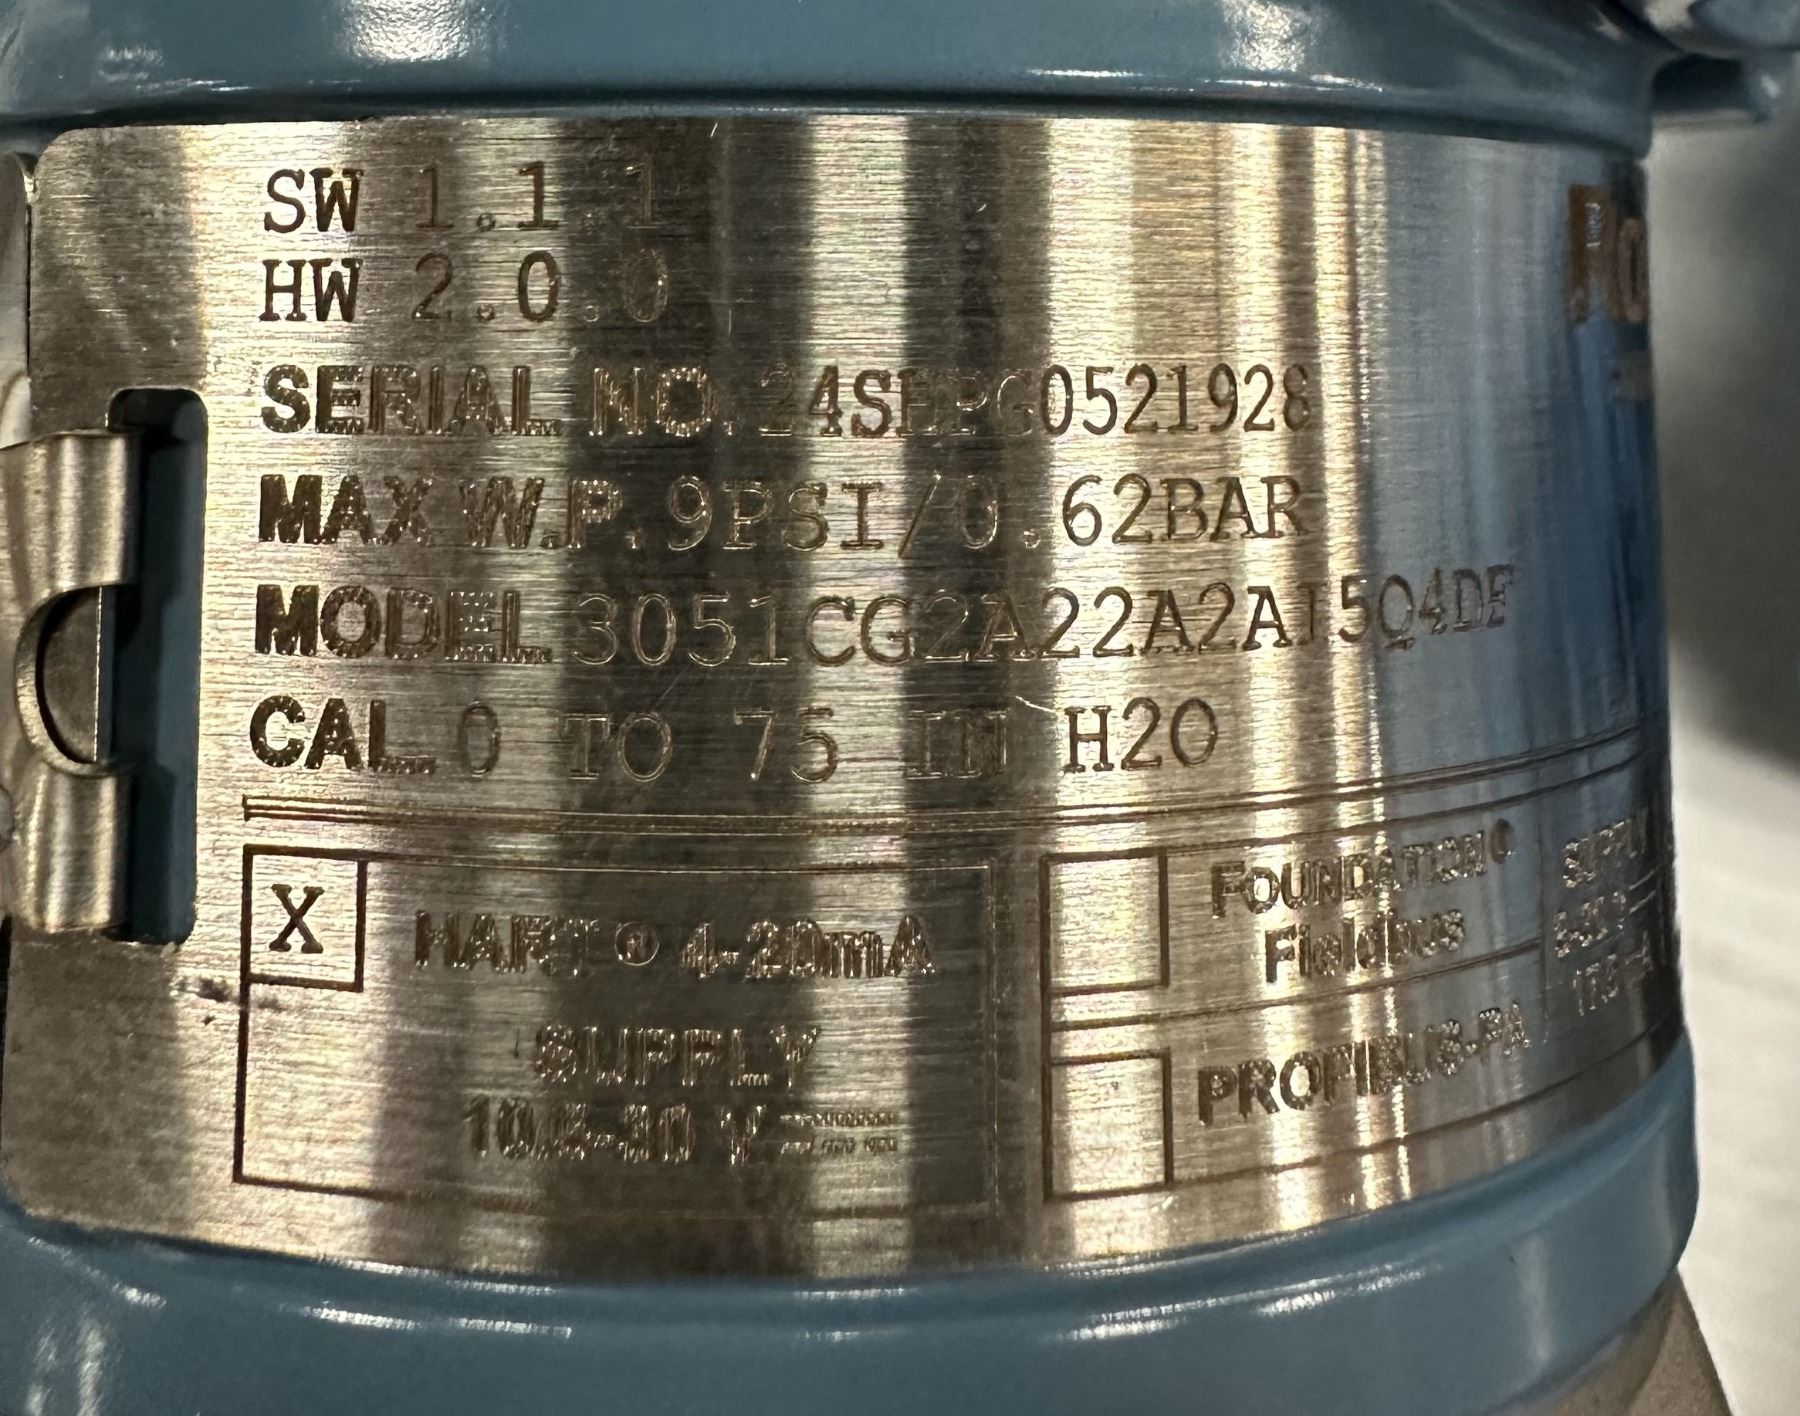 SW 1.1.1
HW 2.0.0
SERIAL NO. 24SEPG0521928
MAX W.P. 9PSI/0.62BAR
MODEL 3051CG2A22A2AI5Q4DF
CAL. 0 TO 75 IN H2O
X
HART ® 4-20mA
SUPPLY
10.5-30 V
FOUNDATION®
Fieldbus
PROFIBUS-PA
SUPPLY